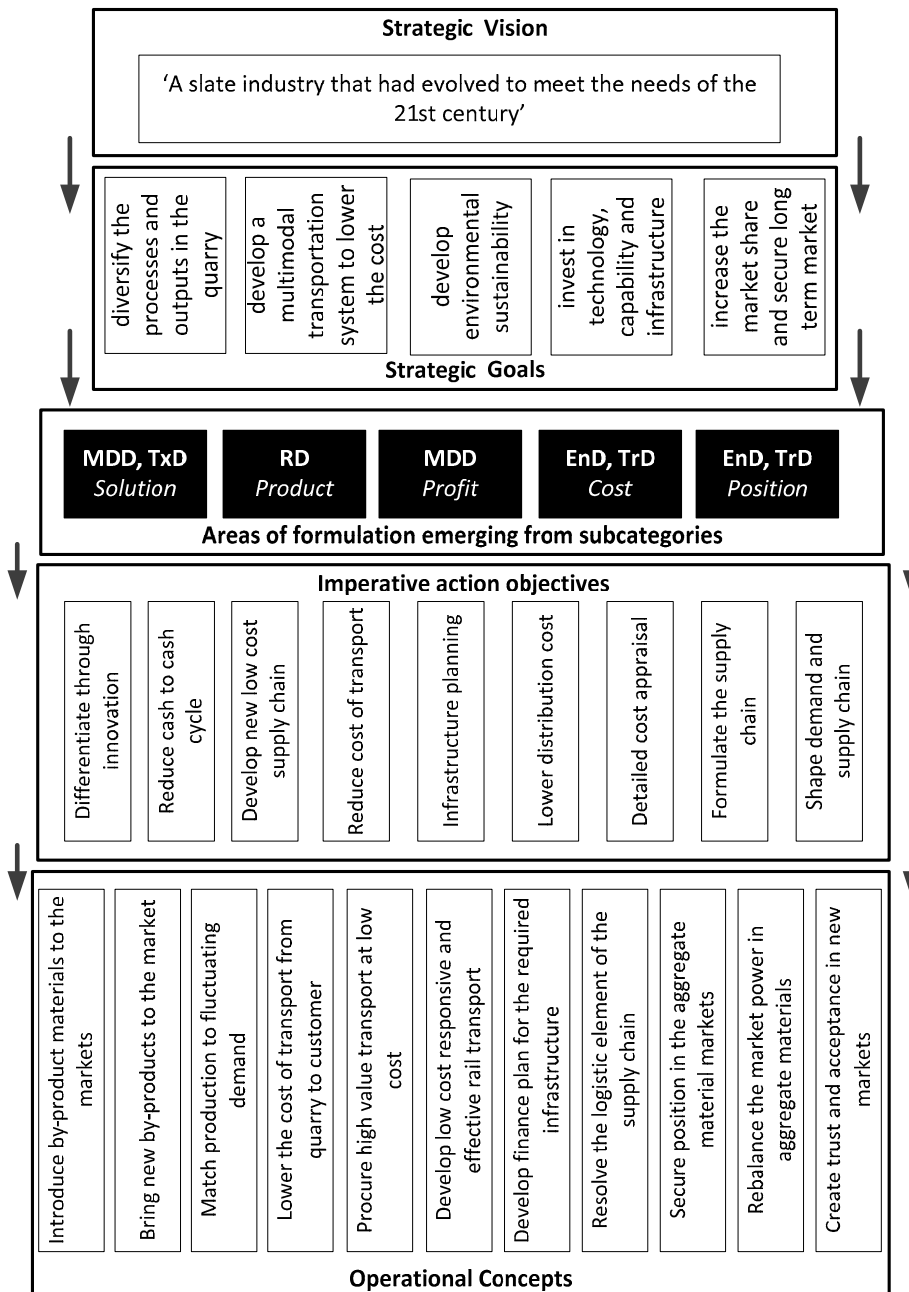 Strategic Vision
‘A slate industry that had evolved to meet the needs of the
21st century’
diversify the
processes and
outputs in the
quarry
develop a
multimodal
transportation
system to lower
the cost
develop
environmental
sustainability
invest in
technology,
capability and
infrastructure
increase the
market share
and secure long
term market
Strategic Goals
MDD, TxD
Solution
RD
Product
MDD
Profit
EnD, TrD
Cost
EnD, TrD
Position
Areas of formulation emerging from subcategories
Imperative action objectives
Differentiate through
innovation
Reduce cash to cash
cycle
Develop new low cost
supply chain
Reduce cost of transport
Infrastructure planning
Lower distribution cost
Detailed cost appraisal
Formulate the supply
chain
Shape demand and
supply chain
Introduce by-product materials to the
markets
Bring new by-products to the market
Match production to fluctuating
demand
Lower the cost of transport from
quarry to customer
Procure high value transport at low
cost
Develop low cost responsive and
effective rail transport
Develop finance plan for the required
infrastructure
Resolve the logistic element of the
supply chain
Secure position in the aggregate
material markets
Rebalance the market power in
aggregate materials
Create trust and acceptance in new
markets
Operational Concepts